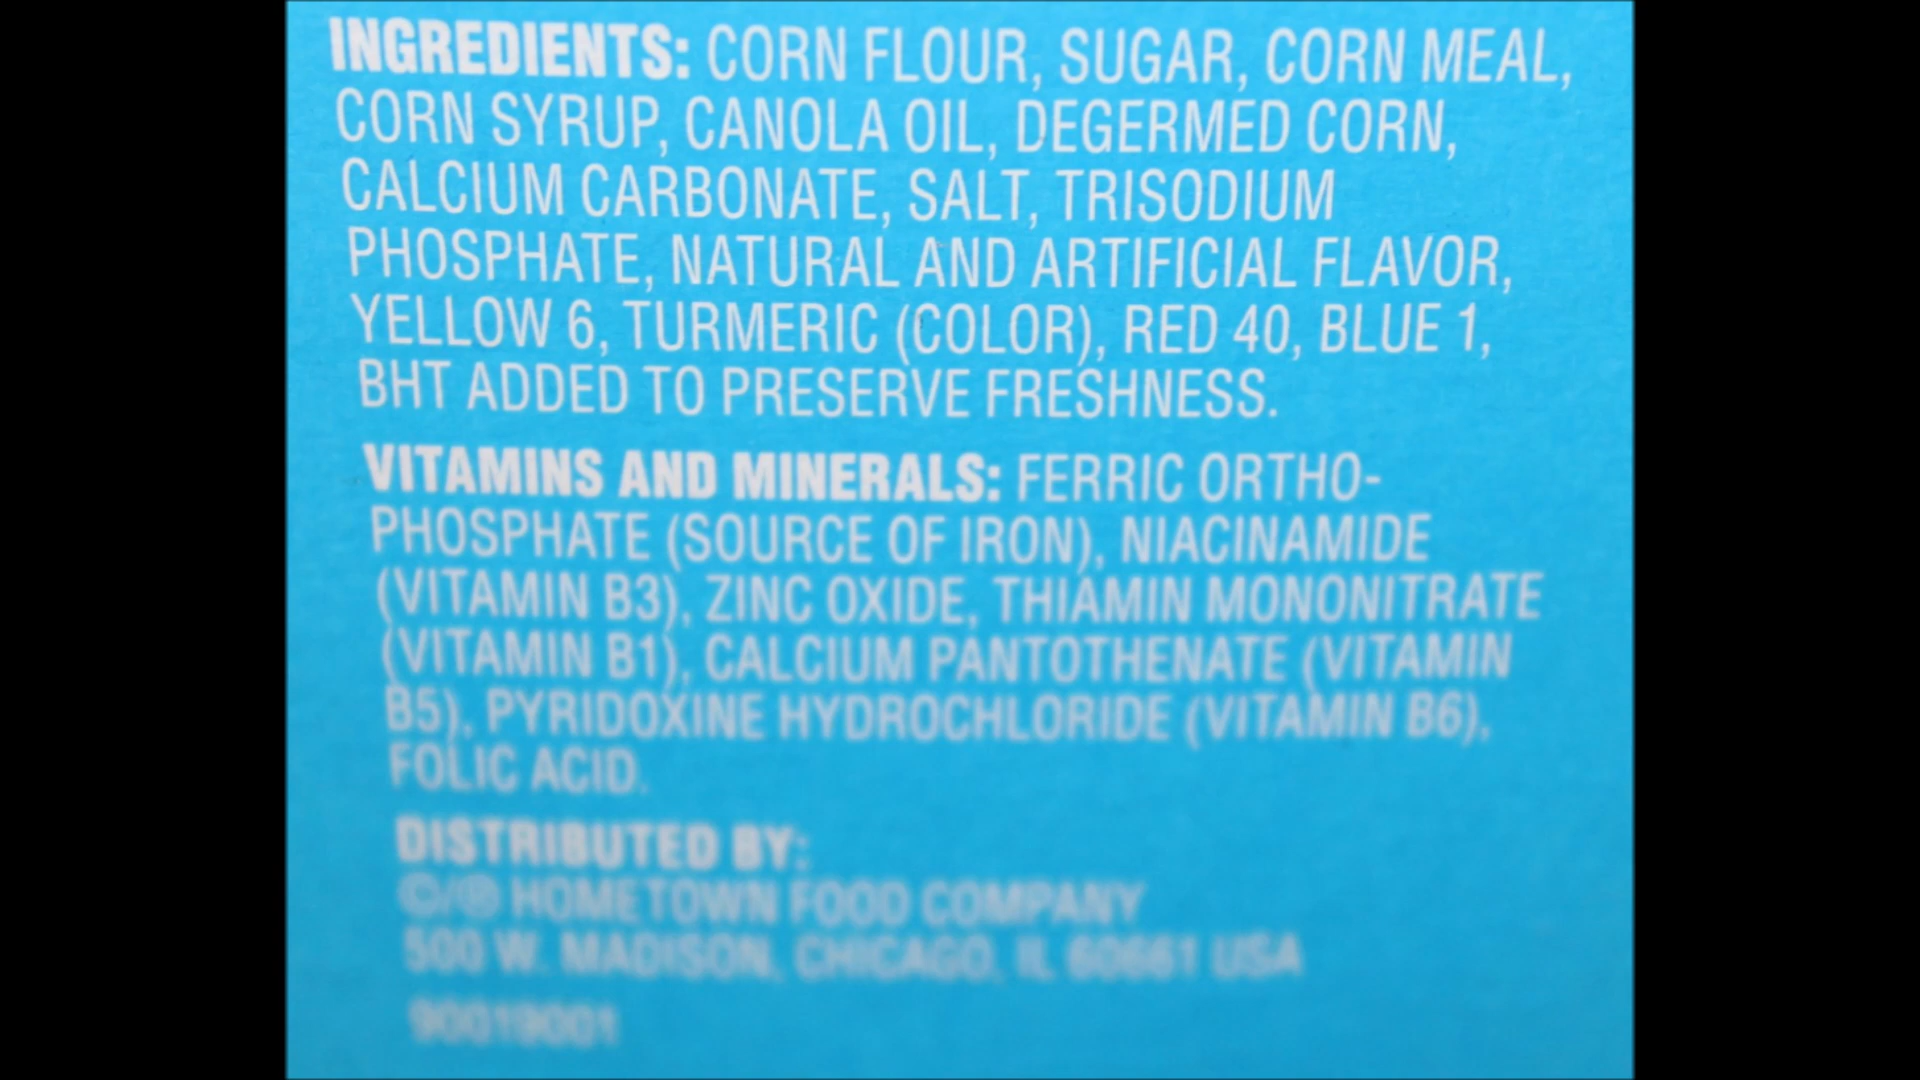 INGREDIENTS: CORN FLOUR, SUGAR, CORN MEAL,
CORN SYRUP, CANOLA OIL, DEGERMED CORN,
CALCIUM CARBONATE, SALT, TRISODIUM
PHOSPHATE, NATURAL AND ARTIFICIAL FLAVOR,
YELLOW 6, TURMERIC (COLOR), RED 40, BLUE 1,
BHT ADDED TO PRESERVE FRESHNESS.
VITAMINS AND MINERALS: FERRIC ORTHO-
PHOSPHATE (SOURCE OF IRON), NIACINAMIDE
(VITAMIN B3), ZINC OXIDE, THIAMIN MONONITRATE
(VITAMIN B1), CALCIUM PANTOTHENATE (VITAMIN
B5), PYRIDOXINE HYDROCHLORIDE (VITAMIN B6),
FOLIC ACID.
DISTRIBUTED BY:
©/® HOMETOWN FOOD COMPANY
500 W. MADISON, CHICAGO, IL 60661 USA
90019001